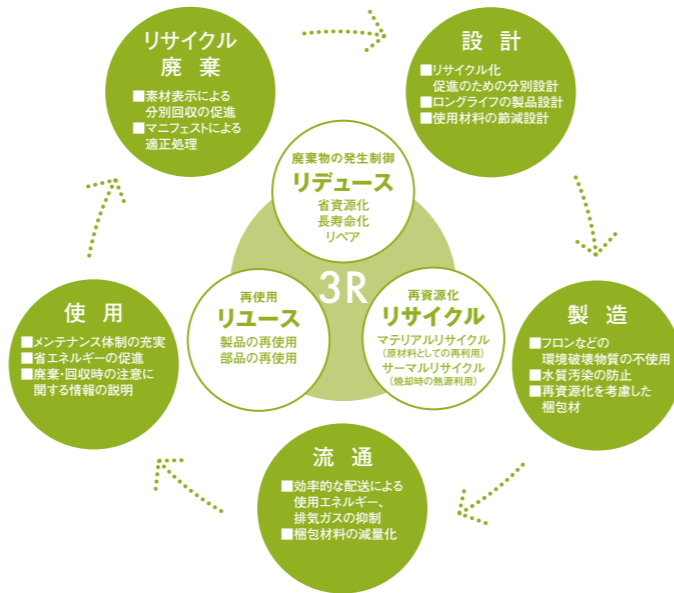 リサイクル
廃棄
■素材表示による
分別回収の促進
■マニフェストによる
適正処理
設計
■リサイクル化
促進のための分別設計
■ロングライフの製品設計
■使用材料の節減設計
廃棄物の発生制御
リデュース
省資源化
長寿命化
リペア
3R
再使用
リユース
製品の再使用
部品の再使用
再資源化
リサイクル
マテリアルリサイクル
(原材料としての再利用)
サーマルリサイクル
(焼却時の熱源利用)
使用
■メンテナンス体制の充実
■省エネルギーの促進
■廃棄・回収時の注意に
関する情報の説明
製造
■フロンなどの
環境破壊物質の不使用
■水質汚染の防止
■再資源化を考慮した
梱包材
流通
■効率的な配送による
使用エネルギー、
排気ガスの抑制
■梱包材料の減量化